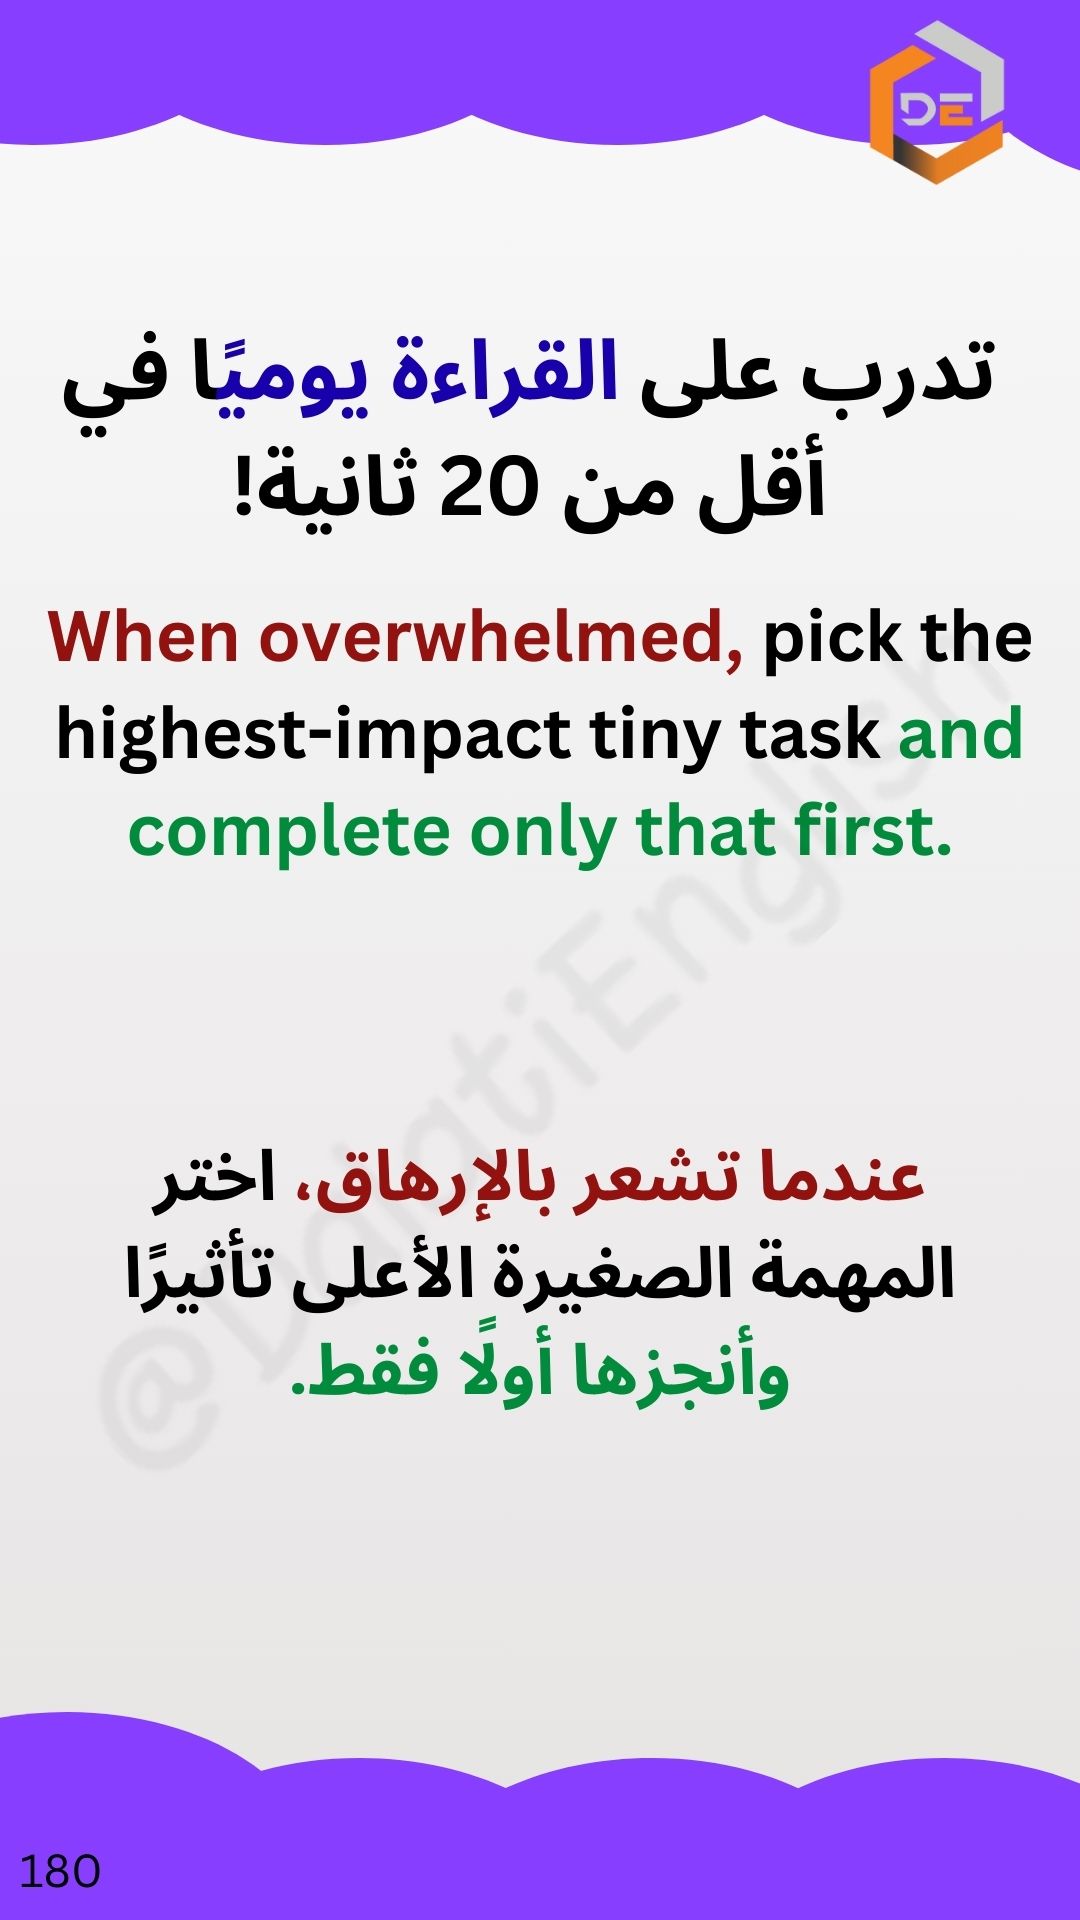 DE
تدرب على القراءة يوميًا في
أقل من 20 ثانية!
When overwhelmed, pick the
highest-impact tiny task and
complete only that first.
@DdatiEnglish
عندما تشعر بالإرهاق، اختر
المهمة الصغيرة الأعلى تأثيرًا
وأنجزها أولًا فقط.
180